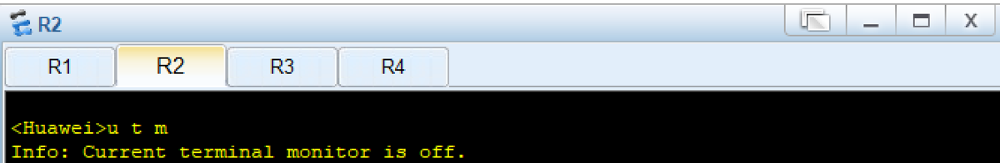 R2
R1 R2 R3 R4
<Huawei>u t m
Info: Current terminal monitor is off.